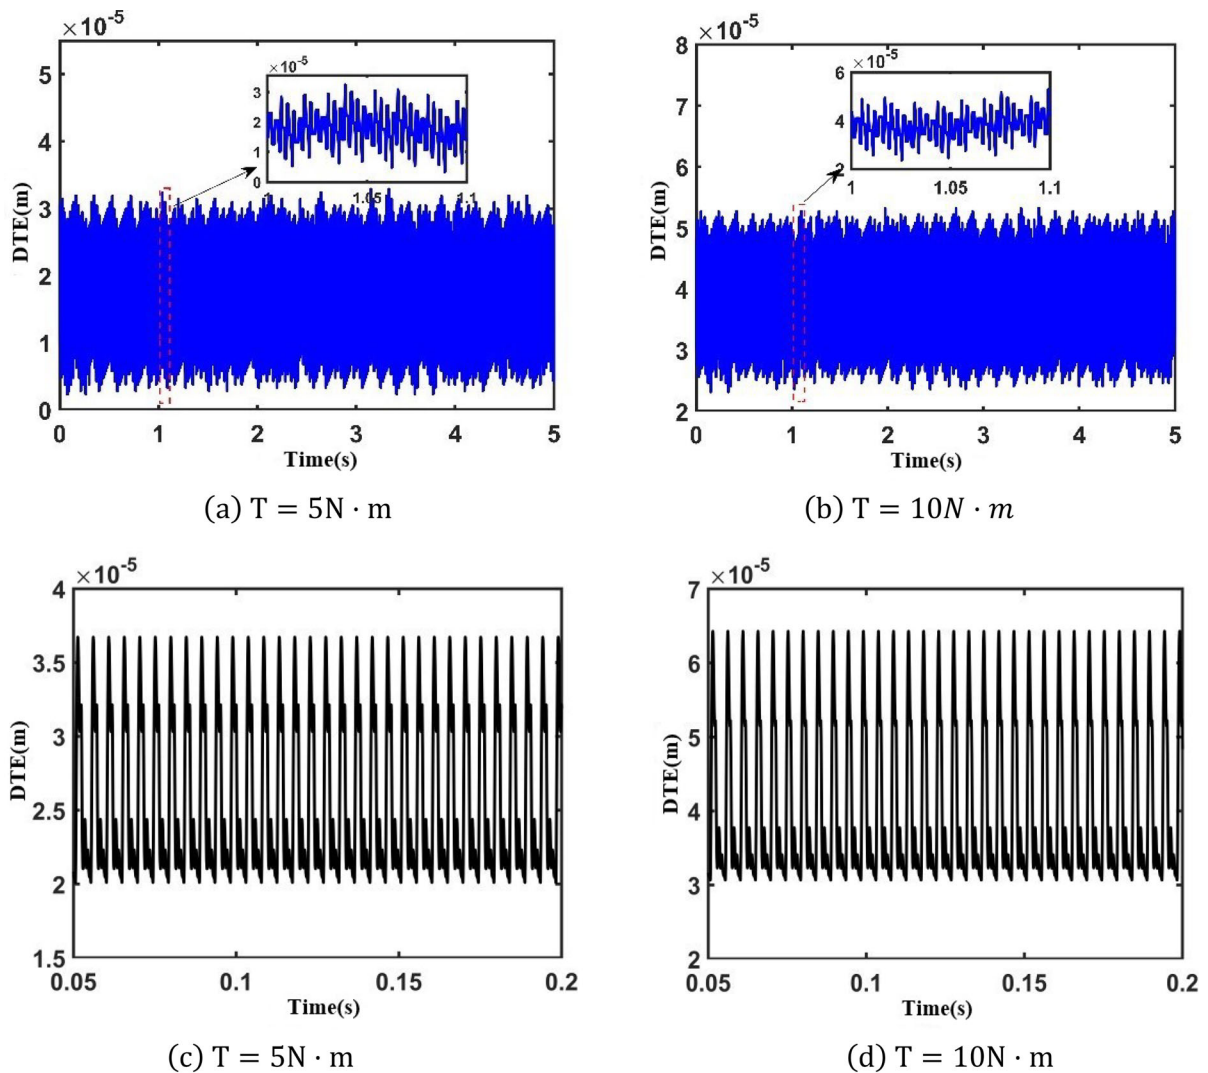 ×10-5
5
4
3
2
1
0
DTE(m)
×10-5
3
2
1
0
1
1.05
1.1
0 1 2 3 4 5
Time(s)
(a) T = 5N · m
×10-5
8
7
6
5
4
3
2
DTE(m)
×10-5
6
4
2
1 1.05 1.1
0 1 2 3 4 5
Time(s)
(b) T = 10N · m
×10-5
4
3.5
3
2.5
2
1.5
DTE(m)
0.05 0.1 0.15 0.2
Time(s)
(c) T = 5N · m
×10-5
7
6
5
4
3
2
DTE(m)
0.05 0.1 0.15 0.2
Time(s)
(d) T = 10N · m